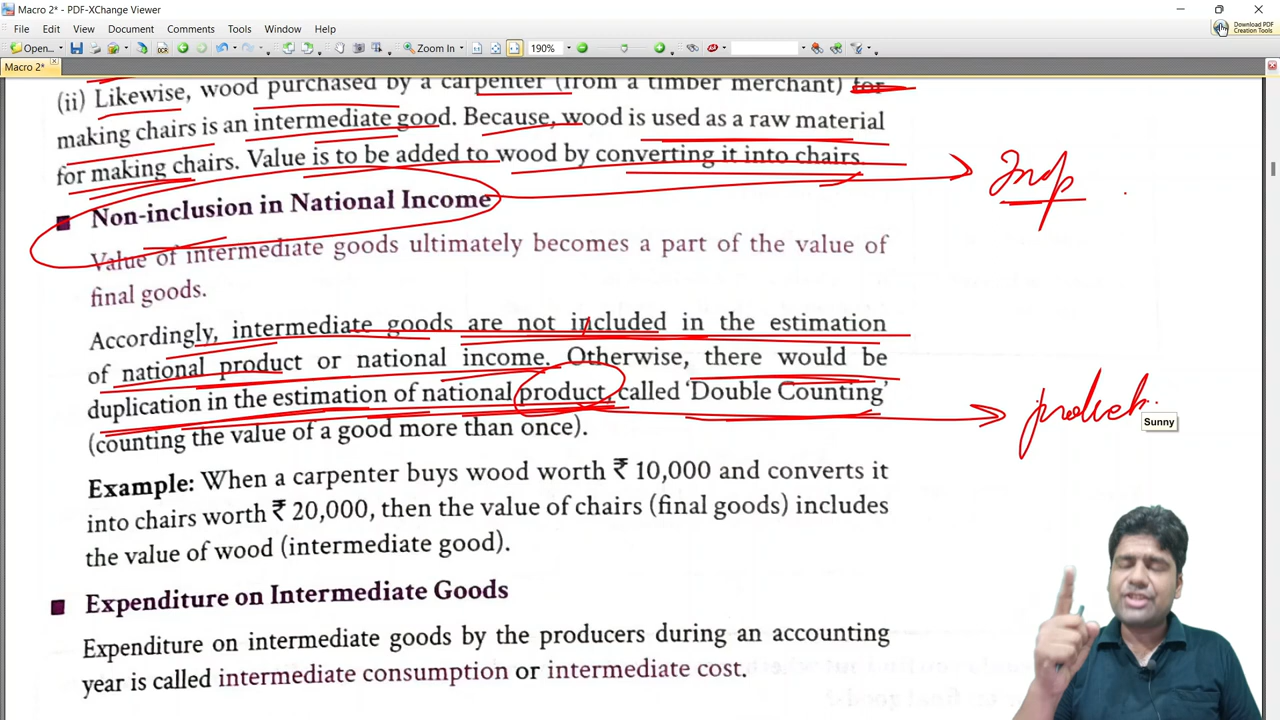 Macro 2* - PDF-XChange Viewer
File Edit View Document Comments Tools Window Help
Download PDF
Creation Tools
Open... Zoom In 190%
Macro 2*
(ii) Likewise, wood purchased by a carpenter (from a timber merchant) for
making chairs is an intermediate good. Because, wood is used as a raw material
for making chairs. Value is to be added to wood by converting it into chairs.
Imp
Non-inclusion in National Income
Value of intermediate goods ultimately becomes a part of the value of
final goods.
Accordingly, intermediate goods are not included in the estimation
of national product or national income. Otherwise, there would be
duplication in the estimation of national product, called ‘Double Counting’
(counting the value of a good more than once).
product
Sunny
Example: When a carpenter buys wood worth ₹ 10,000 and converts it
into chairs worth ₹ 20,000, then the value of chairs (final goods) includes
the value of wood (intermediate good).
Expenditure on Intermediate Goods
Expenditure on intermediate goods by the producers during an accounting
year is called intermediate consumption or intermediate cost.